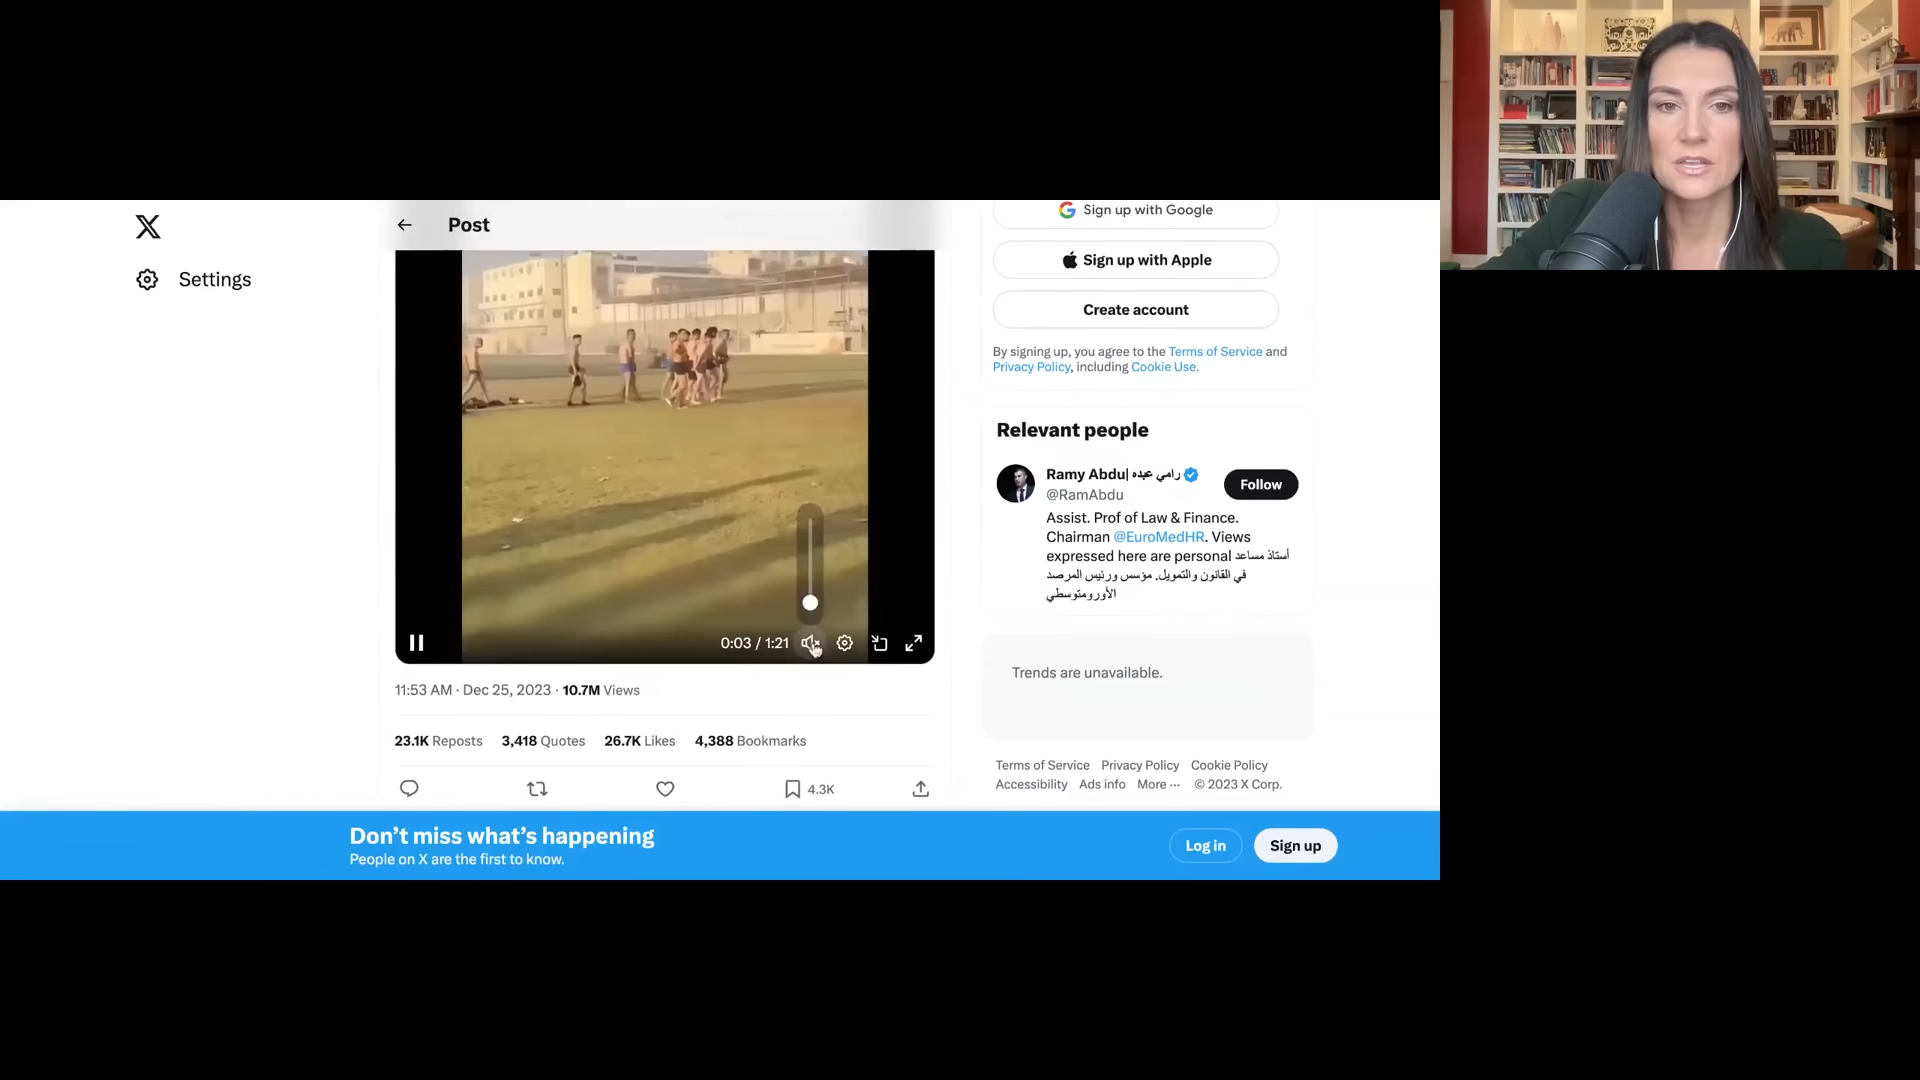 Settings
Post
0:03 / 1:21
11:53 AM · Dec 25, 2023 · 10.7M Views
23.1K Reposts 3,418 Quotes 26.7K Likes 4,388 Bookmarks
4.3K
Sign up with Google
Sign up with Apple
Create account
By signing up, you agree to the Terms of Service and
Privacy Policy, including Cookie Use.
Relevant people
Ramy Abdu| رامي عبده
@RamAbdu
Follow
Assist. Prof of Law & Finance.
Chairman @EuroMedHR. Views
expressed here are personal أستاذ مساعد
في القانون والتمويل. مؤسس ورئيس المرصد
الأورومتوسطي
Trends are unavailable.
Terms of Service Privacy Policy Cookie Policy
Accessibility Ads info More ··· © 2023 X Corp.
Don’t miss what’s happening
People on X are the first to know.
Log in
Sign up